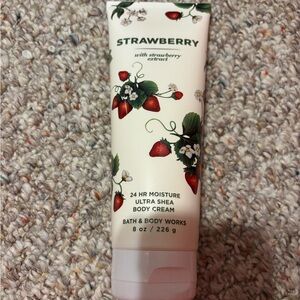 STRAWBERRY
with strawberry
extract
24 HR MOISTURE
ULTRA SHEA
BODY CREAM
BATH & BODY WORKS
8 oz / 226 g